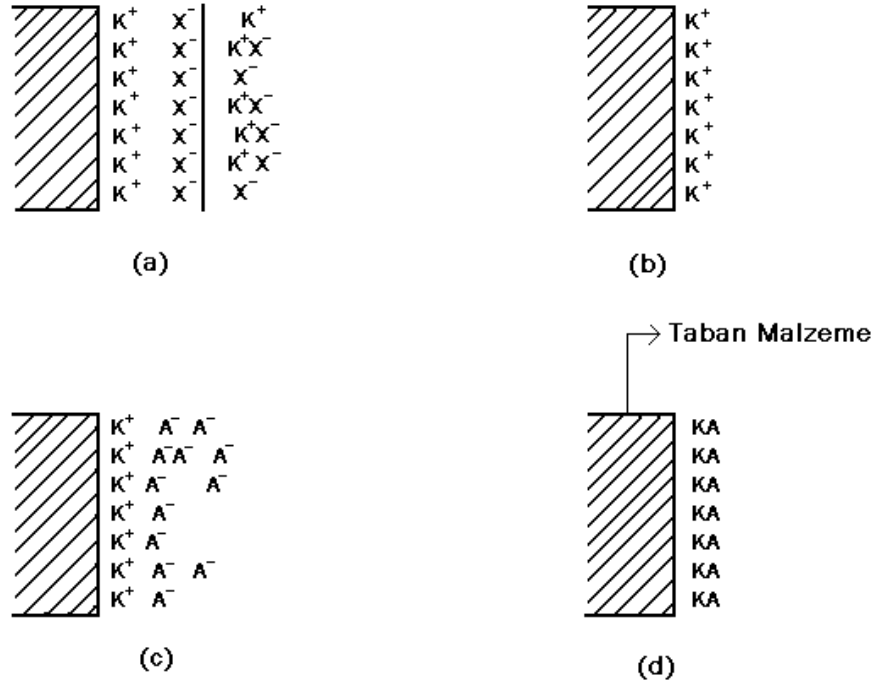 K⁺ X⁻ K⁺
K⁺ X⁻ K⁺X⁻
K⁺ X⁻ X⁻
K⁺ X⁻ K⁺X⁻
K⁺ X⁻ K⁺X⁻
K⁺ X⁻ K⁺X⁻
K⁺ X⁻ X⁻
(a)
K⁺
K⁺
K⁺
K⁺
K⁺
K⁺
K⁺
(b)
K⁺ A⁻ A⁻
K⁺ A⁻A⁻ A⁻
K⁺ A⁻ A⁻
K⁺ A⁻
K⁺ A⁻
K⁺ A⁻ A⁻
K⁺ A⁻
(c)
Taban Malzeme
KA
KA
KA
KA
KA
KA
KA
(d)